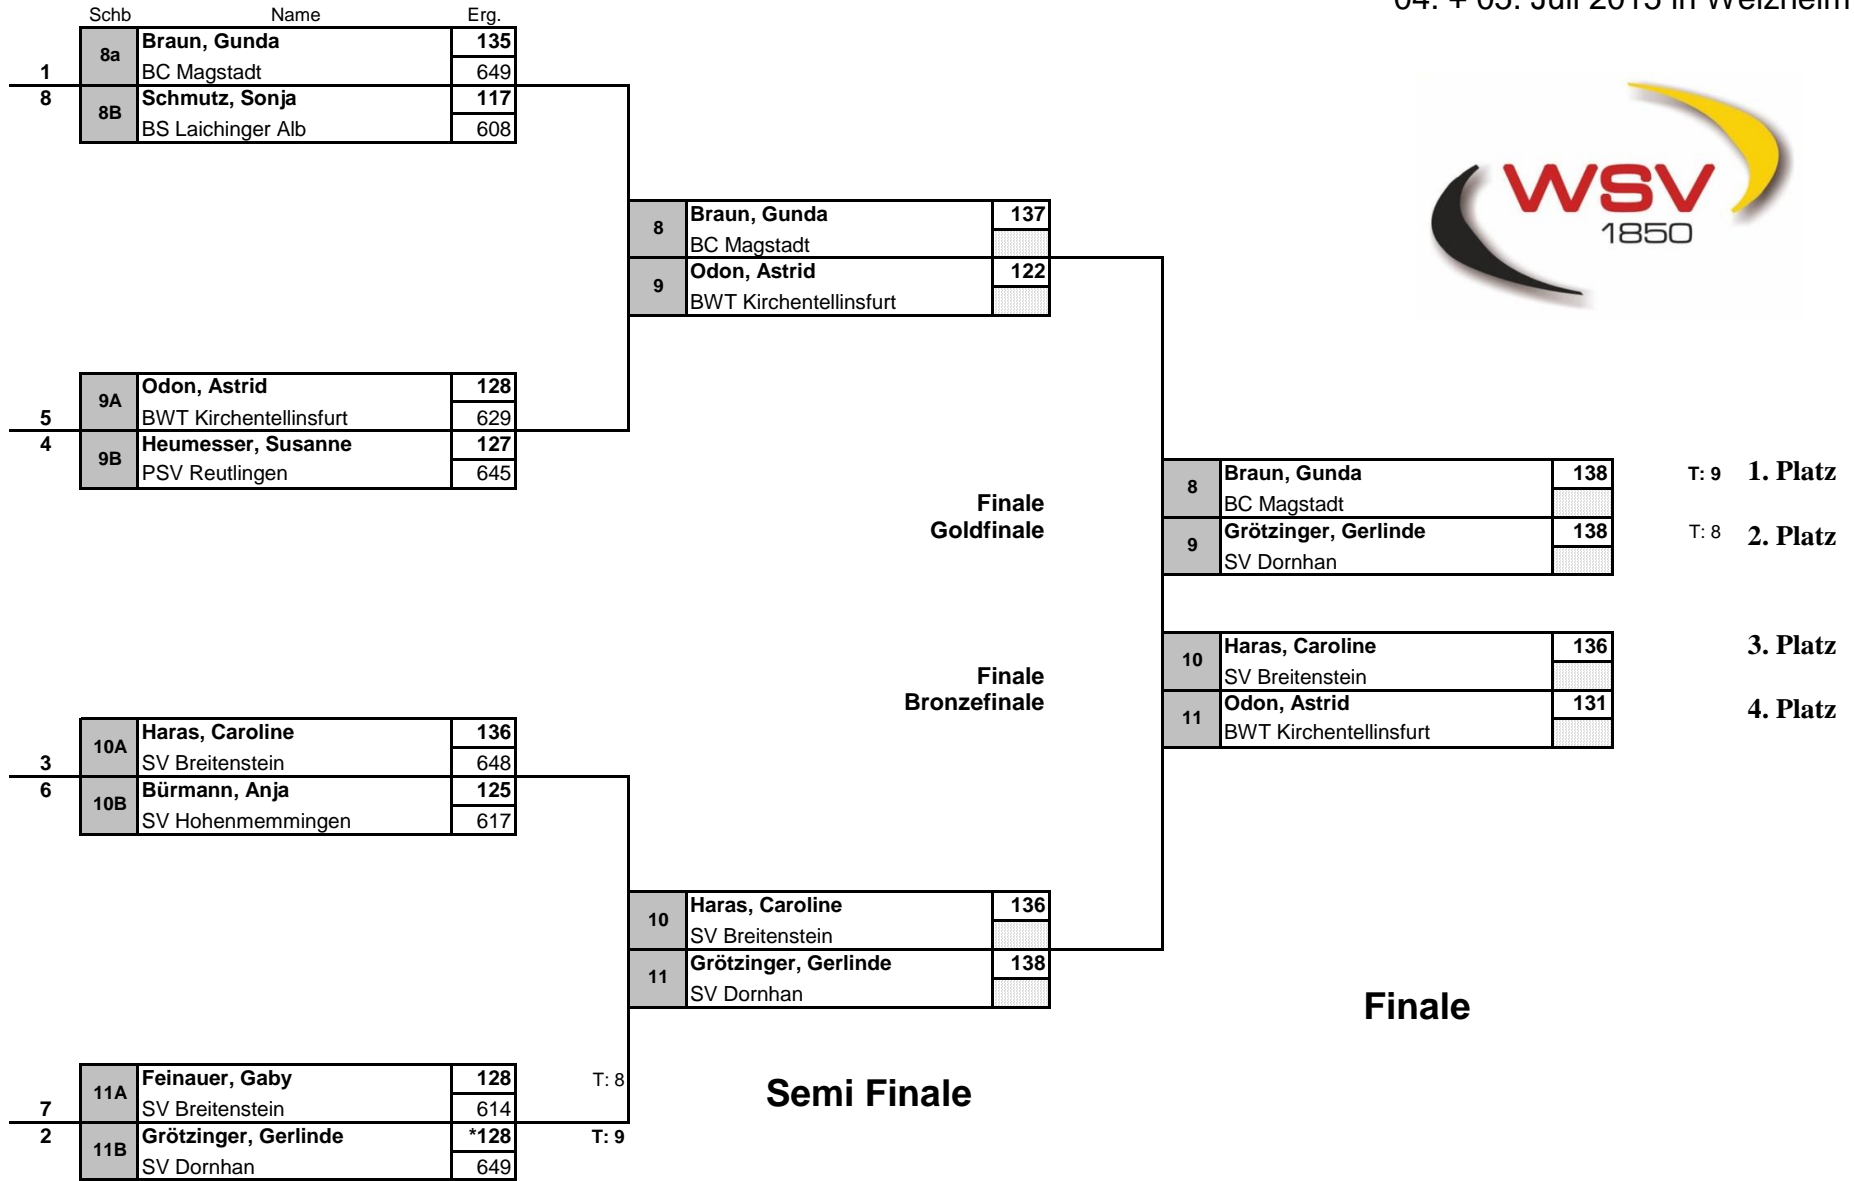 04. + 05. Juli 2015 in Welzheim
Schb Name Erg.
8a Braun, Gunda 135
1 BC Magstadt 649
8 8B Schmutz, Sonja 117
BS Laichinger Alb 608
WSV
1850
8 Braun, Gunda 137
BC Magstadt
9 Odon, Astrid 122
BWT Kirchentellinsfurt
9A Odon, Astrid 128
5 BWT Kirchentellinsfurt 629
4 9B Heumesser, Susanne 127
PSV Reutlingen 645
8 Braun, Gunda 138 T: 9 1. Platz
BC Magstadt
Finale
Goldfinale
9 Grötzinger, Gerlinde 138 T: 8 2. Platz
SV Dornhan
10 Haras, Caroline 136 3. Platz
SV Breitenstein
Finale
Bronzefinale
11 Odon, Astrid 131 4. Platz
BWT Kirchentellinsfurt
10A Haras, Caroline 136
3 SV Breitenstein 648
6 10B Bürmann, Anja 125
SV Hohenmemmingen 617
10 Haras, Caroline 136
SV Breitenstein
11 Grötzinger, Gerlinde 138
SV Dornhan
Finale
11A Feinauer, Gaby 128 T: 8
Semi Finale
7 SV Breitenstein 614
2 11B Grötzinger, Gerlinde *128 T: 9
SV Dornhan 649